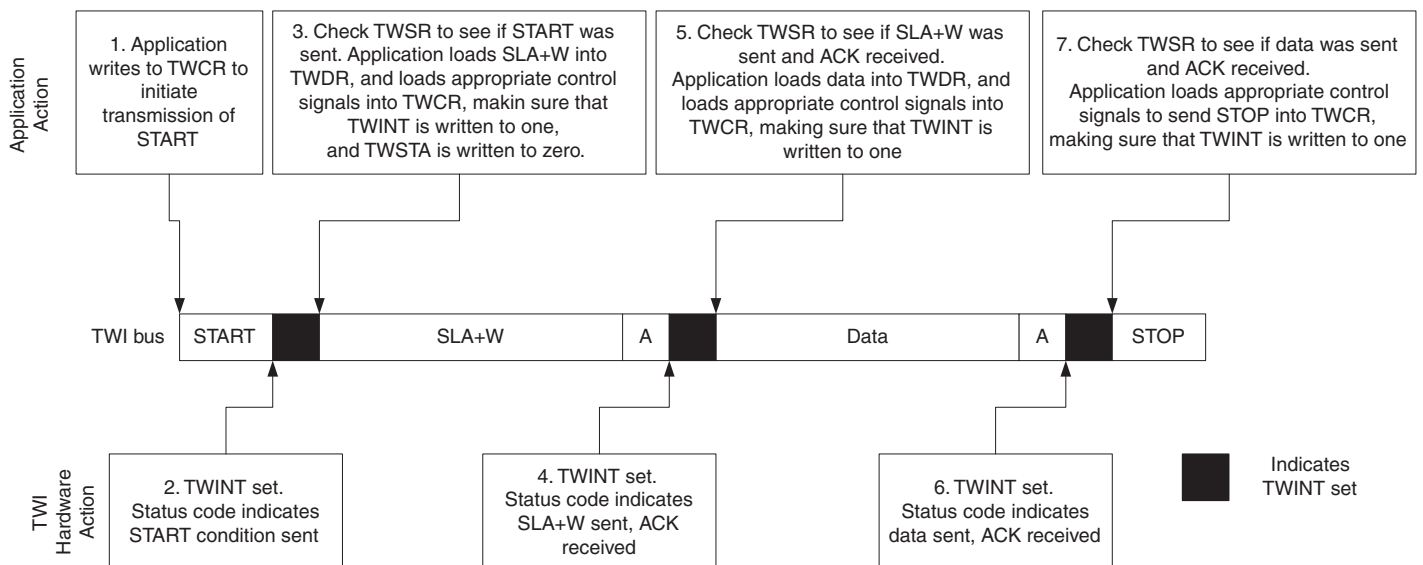 Application
Action
1. Application
writes to TWCR to
initiate
transmission of
START
3. Check TWSR to see if START was
sent. Application loads SLA+W into
TWDR, and loads appropriate control
signals into TWCR, makin sure that
TWINT is written to one,
and TWSTA is written to zero.
5. Check TWSR to see if SLA+W was
sent and ACK received.
Application loads data into TWDR, and
loads appropriate control signals into
TWCR, making sure that TWINT is
written to one
7. Check TWSR to see if data was sent
and ACK received.
Application loads appropriate control
signals to send STOP into TWCR,
making sure that TWINT is written to one
TWI bus
START
SLA+W
A
Data
A
STOP
TWI
Hardware
Action
2. TWINT set.
Status code indicates
START condition sent
4. TWINT set.
Status code indicates
SLA+W sent, ACK
received
6. TWINT set.
Status code indicates
data sent, ACK received
Indicates
TWINT set